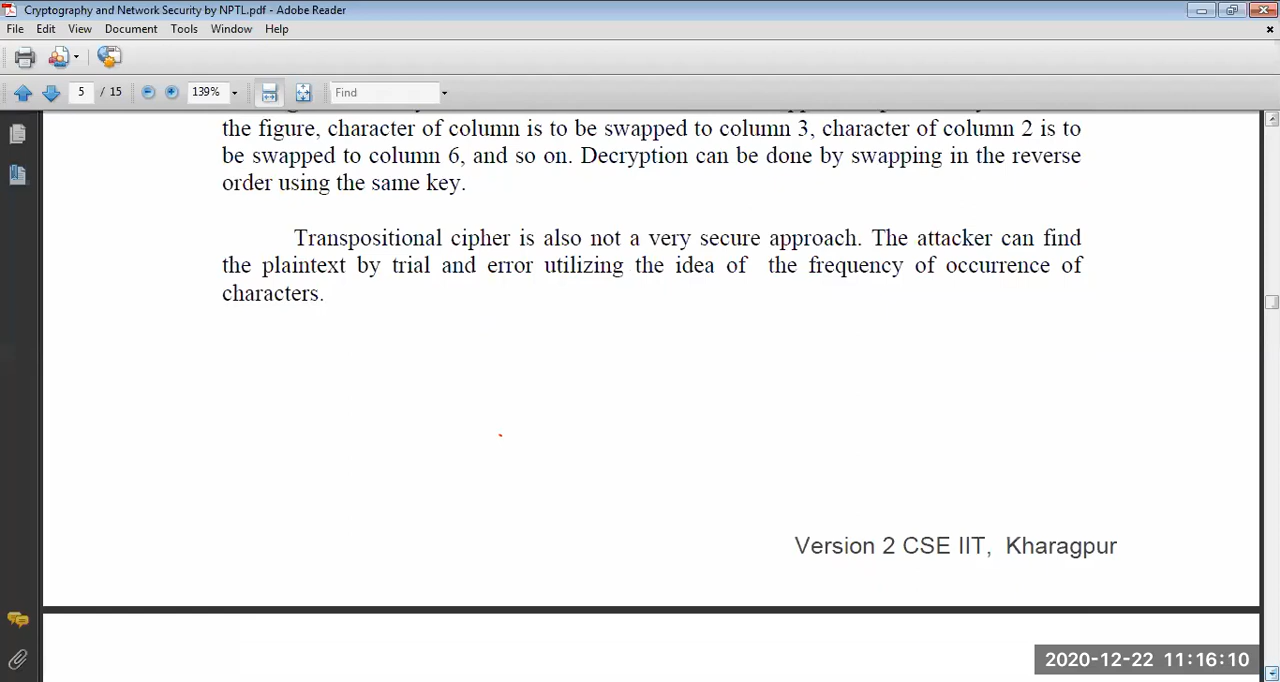 Cryptography and Network Security by NPTL.pdf - Adobe Reader
File Edit View Document Tools Window Help
5 / 15 139% Find
the figure, character of column is to be swapped to column 3, character of column 2 is to
be swapped to column 6, and so on. Decryption can be done by swapping in the reverse
order using the same key.
Transpositional cipher is also not a very secure approach. The attacker can find
the plaintext by trial and error utilizing the idea of the frequency of occurrence of
characters.
Version 2 CSE IIT, Kharagpur
2020-12-22 11:16:10